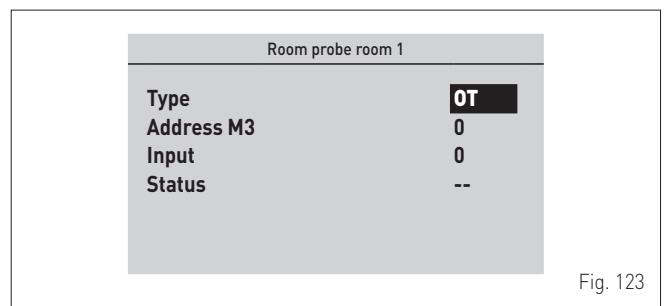 Room probe room 1
Type OT
Address M3 0
Input 0
Status --
Fig. 123